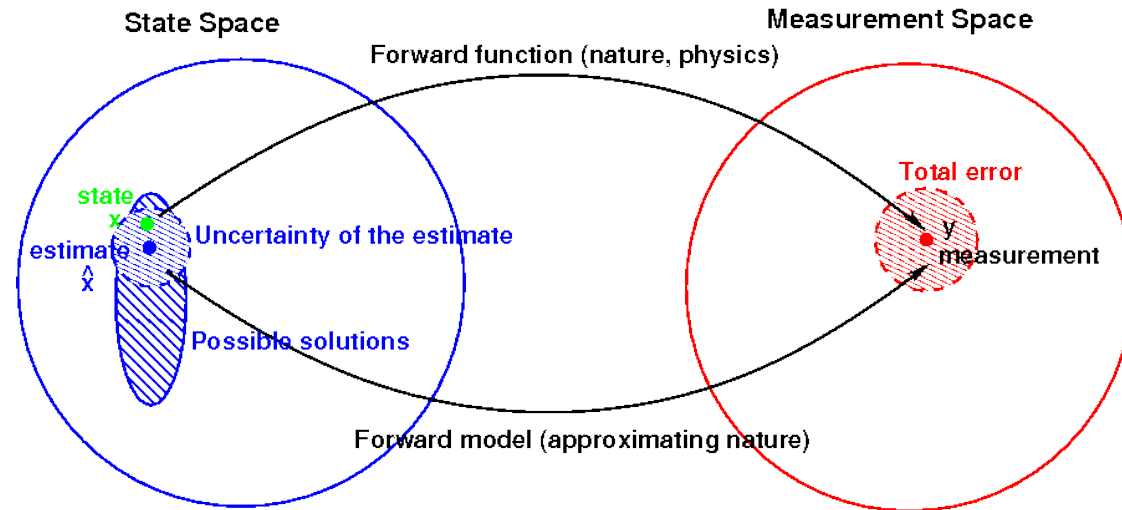 State Space
Measurement Space
Forward function (nature, physics)
state
x
Uncertainty of the estimate
estimate
x̂
Possible solutions
Total error
y
measurement
Forward model (approximating nature)